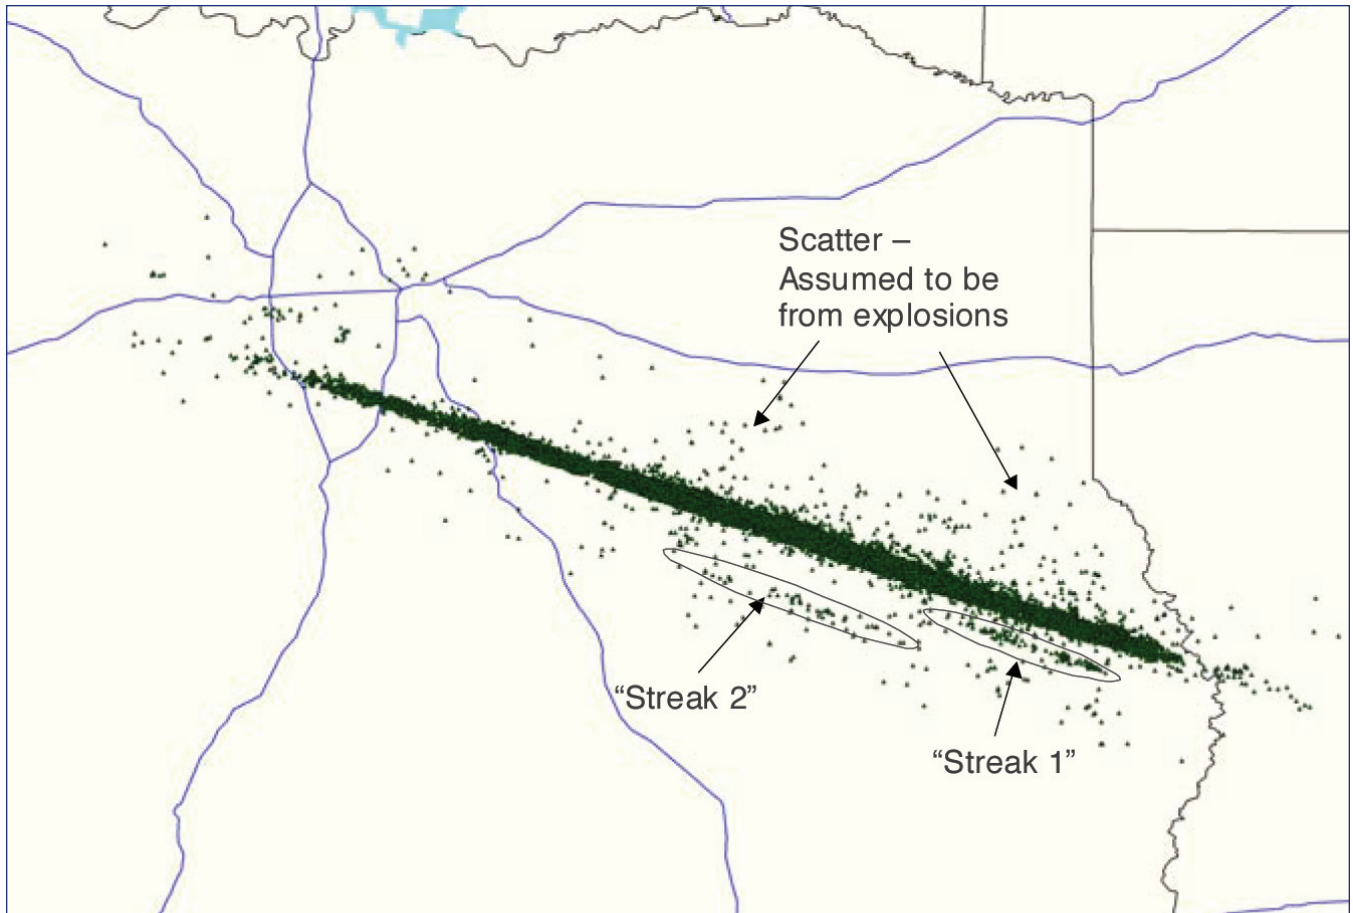 Scatter –
Assumed to be
from explosions
“Streak 2”
“Streak 1”